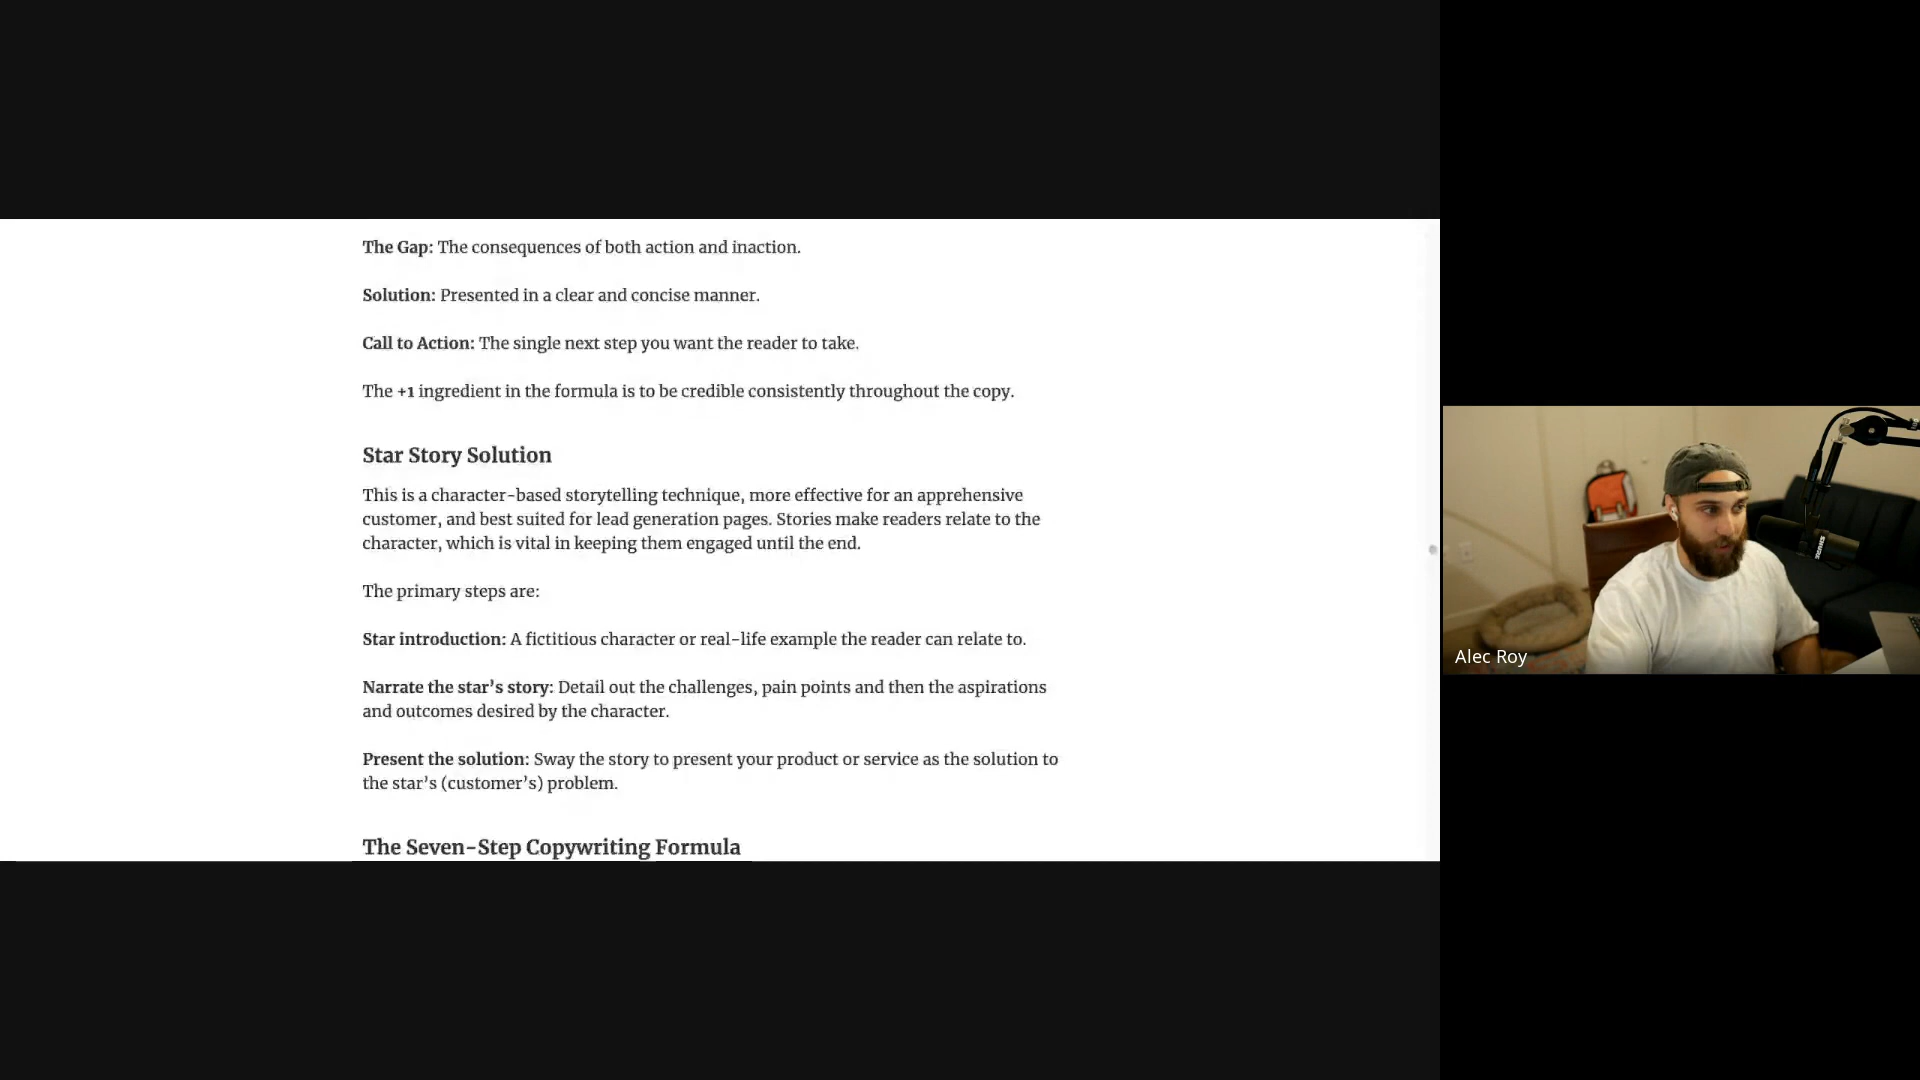 The Gap: The consequences of both action and inaction.
Solution: Presented in a clear and concise manner.
Call to Action: The single next step you want the reader to take.
The +1 ingredient in the formula is to be credible consistently throughout the copy.
Star Story Solution
This is a character-based storytelling technique, more effective for an apprehensive
customer, and best suited for lead generation pages. Stories make readers relate to the
character, which is vital in keeping them engaged until the end.
The primary steps are:
Star introduction: A fictitious character or real-life example the reader can relate to.
Narrate the star’s story: Detail out the challenges, pain points and then the aspirations
and outcomes desired by the character.
Present the solution: Sway the story to present your product or service as the solution to
the star’s (customer’s) problem.
The Seven-Step Copywriting Formula
SHURE
Alec Roy